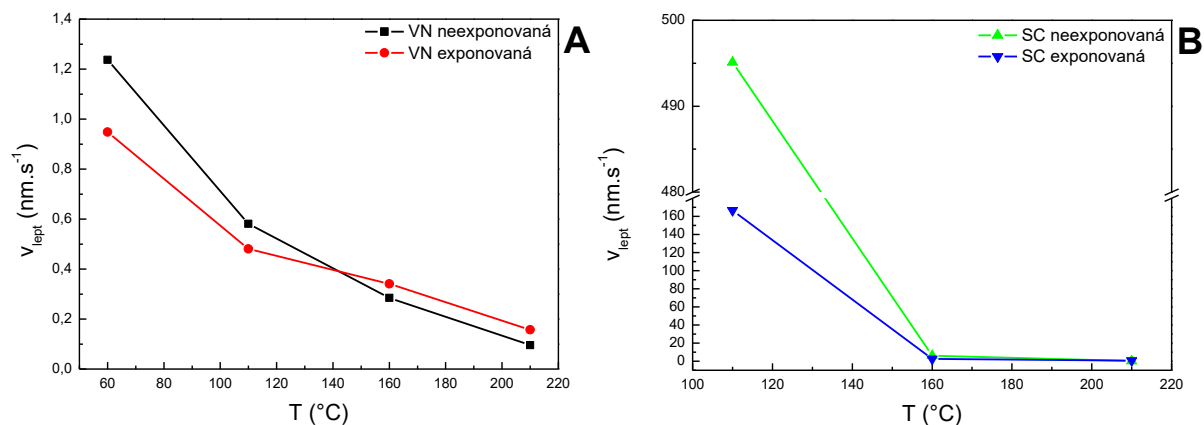 A
VN neexponovaná
VN exponovaná
1,4
1,2
1,0
0,8
0,6
0,4
0,2
0,0
v_lept (nm.s⁻¹)
60 80 100 120 140 160 180 200 220
T (°C)
B
SC neexponovaná
SC exponovaná
500
490
480
160
140
120
100
80
60
40
20
0
v_lept (nm.s⁻¹)
100 120 140 160 180 200 220
T (°C)